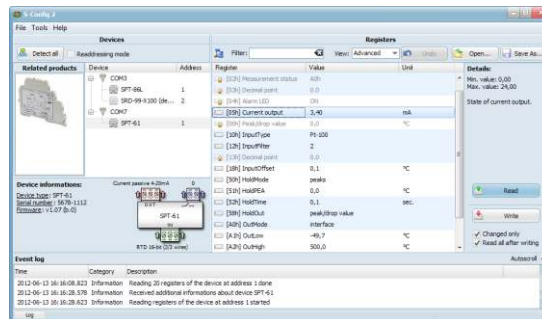 S-Config 2
File Tools Help
Devices
Registers
Detect all
Readdressing mode
Filter:
View: Advanced
Undo
Open...
Save As...
Related products
Device
Address
COM3
SPT-86L 1
SRD-99-X100 (de... 2
COM7
SPT-61 1
Register Value Unit
[02h] Measurement status A0h
[03h] Decimal point 0.0
[04h] Alarm LED ON
[05h] Current output 3,40 mA
[06h] Peak/drop value 0.0 °C
[10h] InputType Pt-100
[12h] InputFilter 2
[13h] Decimal point 0.0
[18h] InputOffset 0,1 °C
[50h] HoldMode peaks
[51h] HoldPEA 0,0 °C
[52h] HoldTime 0,1 sec.
[58h] HoldOut peak/drop value
[A0h] OutMode interface
[A1h] OutLow -49,7 °C
[A2h] OutHigh 500,0 °C
Details:
Min. value: 0,00
Max. value: 24,00
State of current output.
Read
Write
Changed only
Read all after writing
Device informations:
Device type: SPT-61
Serial number: 5678-1112
Firmware: v1.07 (b.0)
Current passive 4-20mA
0
OUT
SPT-61
IN
RTD 16-bit (2/3 wires)
Event log
Autoscroll
Time Category Description
2012-06-13 16:16:08.823 Information Reading 20 registers of the device at address 1 done
2012-06-13 16:16:28.578 Information Received additional informations about device SPT-61
2012-06-13 16:16:28.623 Information Reading registers of the device at address 1 started
Log